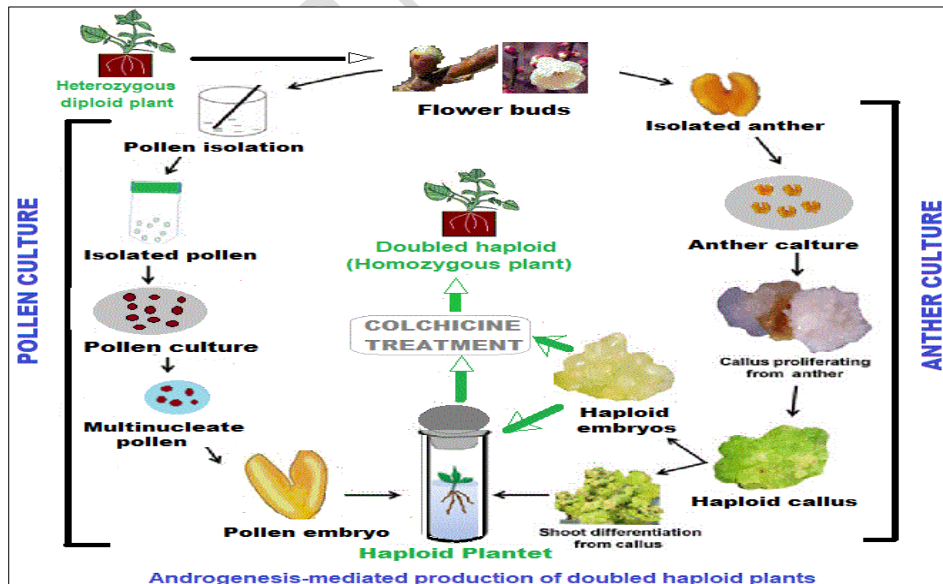 Heterozygous
diploid plant
Flower buds
Isolated anther
Pollen isolation
POLLEN CULTURE
ANTHER CULTURE
Isolated pollen
Doubled haploid
(Homozygous plant)
Anther calture
COLCHICINE
TREATMENT
Pollen culture
Callus proliferating
from anther
Multinucleate
pollen
Haploid
embryos
Haploid callus
Pollen embryo
Shoot differentiation
from callus
Haploid Plantet
Androgenesis-mediated production of doubled haploid plants